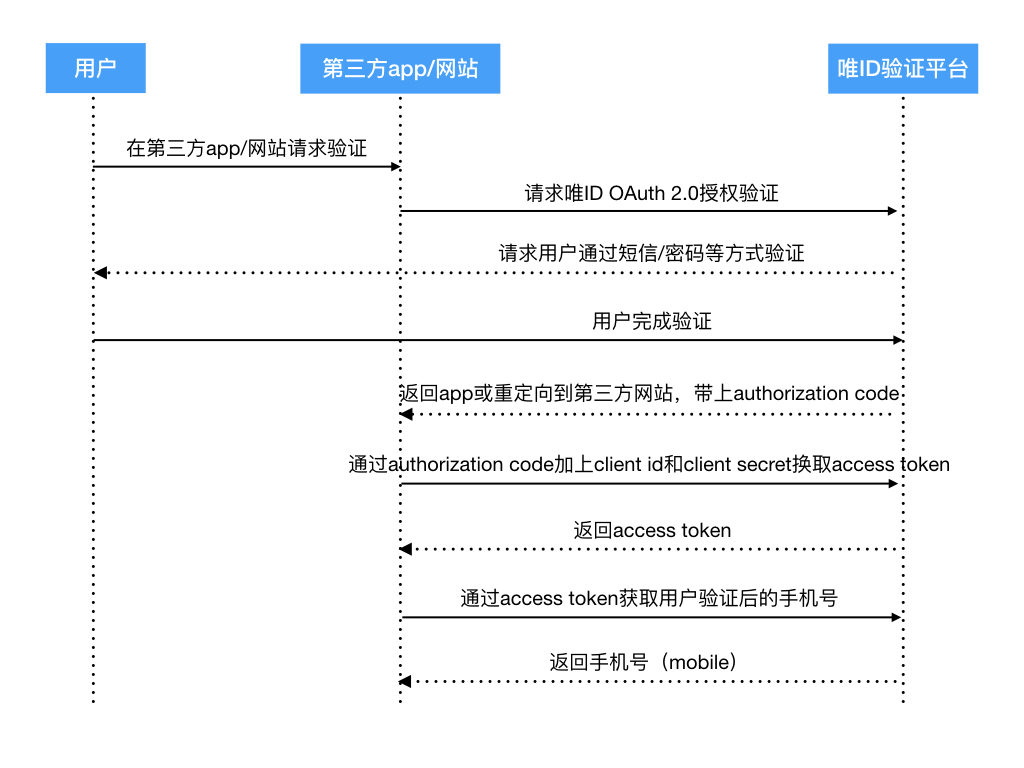 用户
第三方app/网站
唯ID验证平台
在第三方app/网站请求验证
请求唯ID OAuth 2.0授权验证
请求用户通过短信/密码等方式验证
用户完成验证
返回app或重定向到第三方网站，带上authorization code
通过authorization code加上client id和client secret换取access token
返回access token
通过access token获取用户验证后的手机号
返回手机号（mobile）